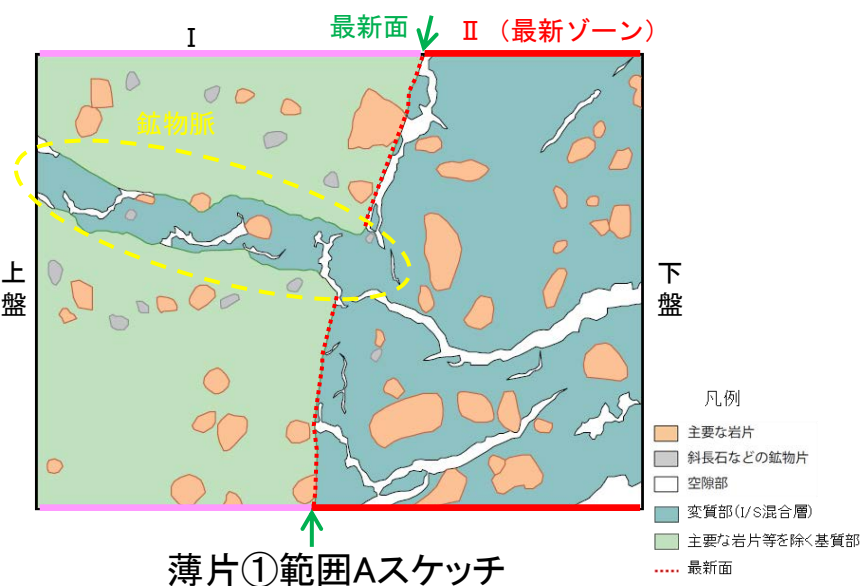 最新面
Ⅰ
Ⅱ（最新ゾーン）
鉱物脈
上盤
下盤
凡例
主要な岩片
斜長石などの鉱物片
空隙部
変質部(I/S混合層)
主要な岩片等を除く基質部
最新面
薄片①範囲Aスケッチ